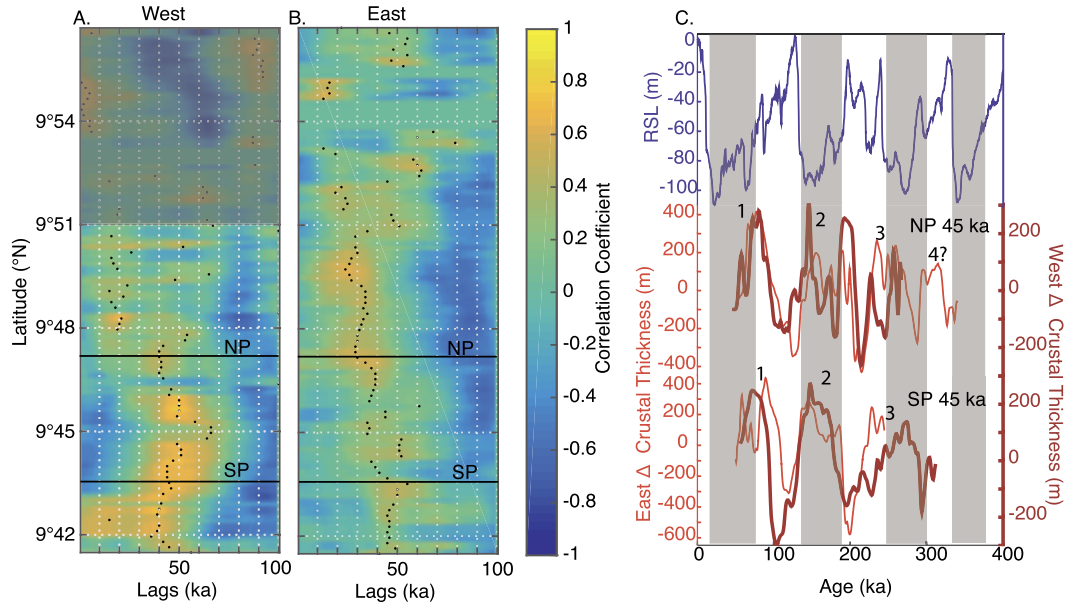 A.
West
B.
East
C.
9°54
9°51
9°48
9°45
9°42
Latitude (°N)
NP
SP
50
100
Lags (ka)
NP
SP
0
50
100
Lags (ka)
1
0.8
0.6
0.4
0.2
0
-0.2
-0.4
-0.6
-0.8
-1
Correlation Coefficient
0
-20
-40
-60
-80
-100
RSL (m)
400
200
0
-200
-400
400
200
0
-200
-400
-600
East Δ Crustal Thickness (m)
1
2
3
4?
NP 45 ka
1
2
3
SP 45 ka
200
0
-200
200
0
-200
West Δ Crustal Thickness (m)
0
100
200
300
400
Age (ka)